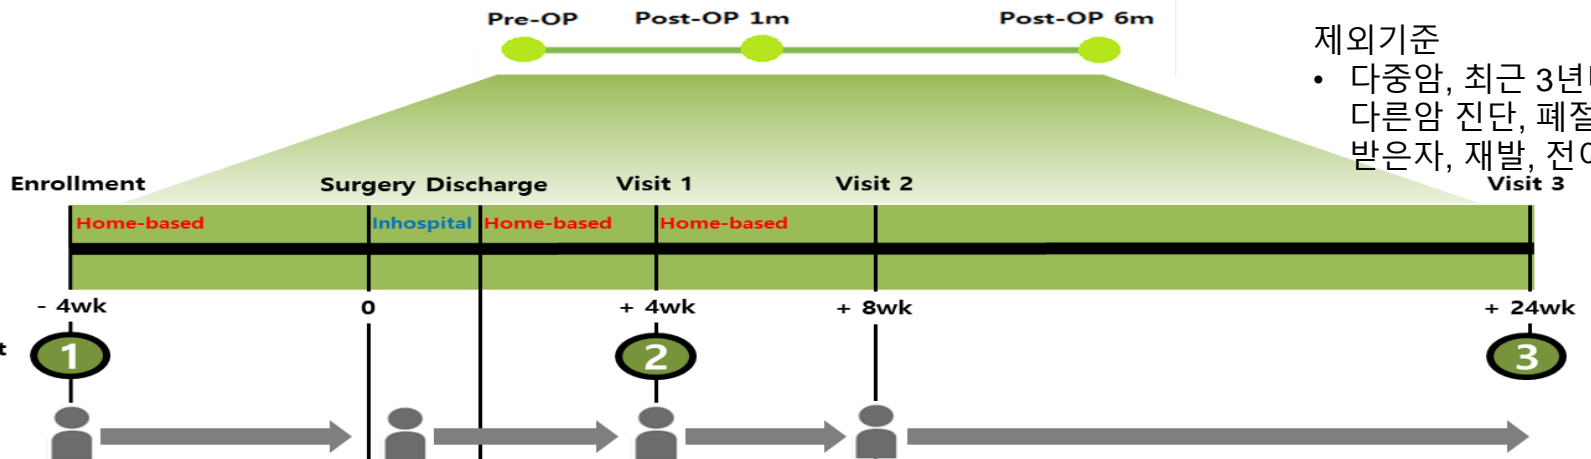 Pre-OP Post-OP 1m Post-OP 6m
제외기준
• 다중암, 최근 3년
다른암 진단,
받은자, 재발,
Enrollment Surgery Discharge Visit 1 Visit 2 Visit 3
Home-based Inhospital Home-based Home-based
- 4wk 0 + 4wk + 8wk + 24wk
1 2 3